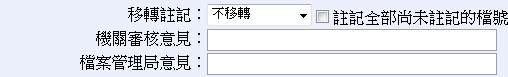 移轉註記：不移轉 註記全部尚未註記的檔號
機關審核意見：
檔案管理局意見：